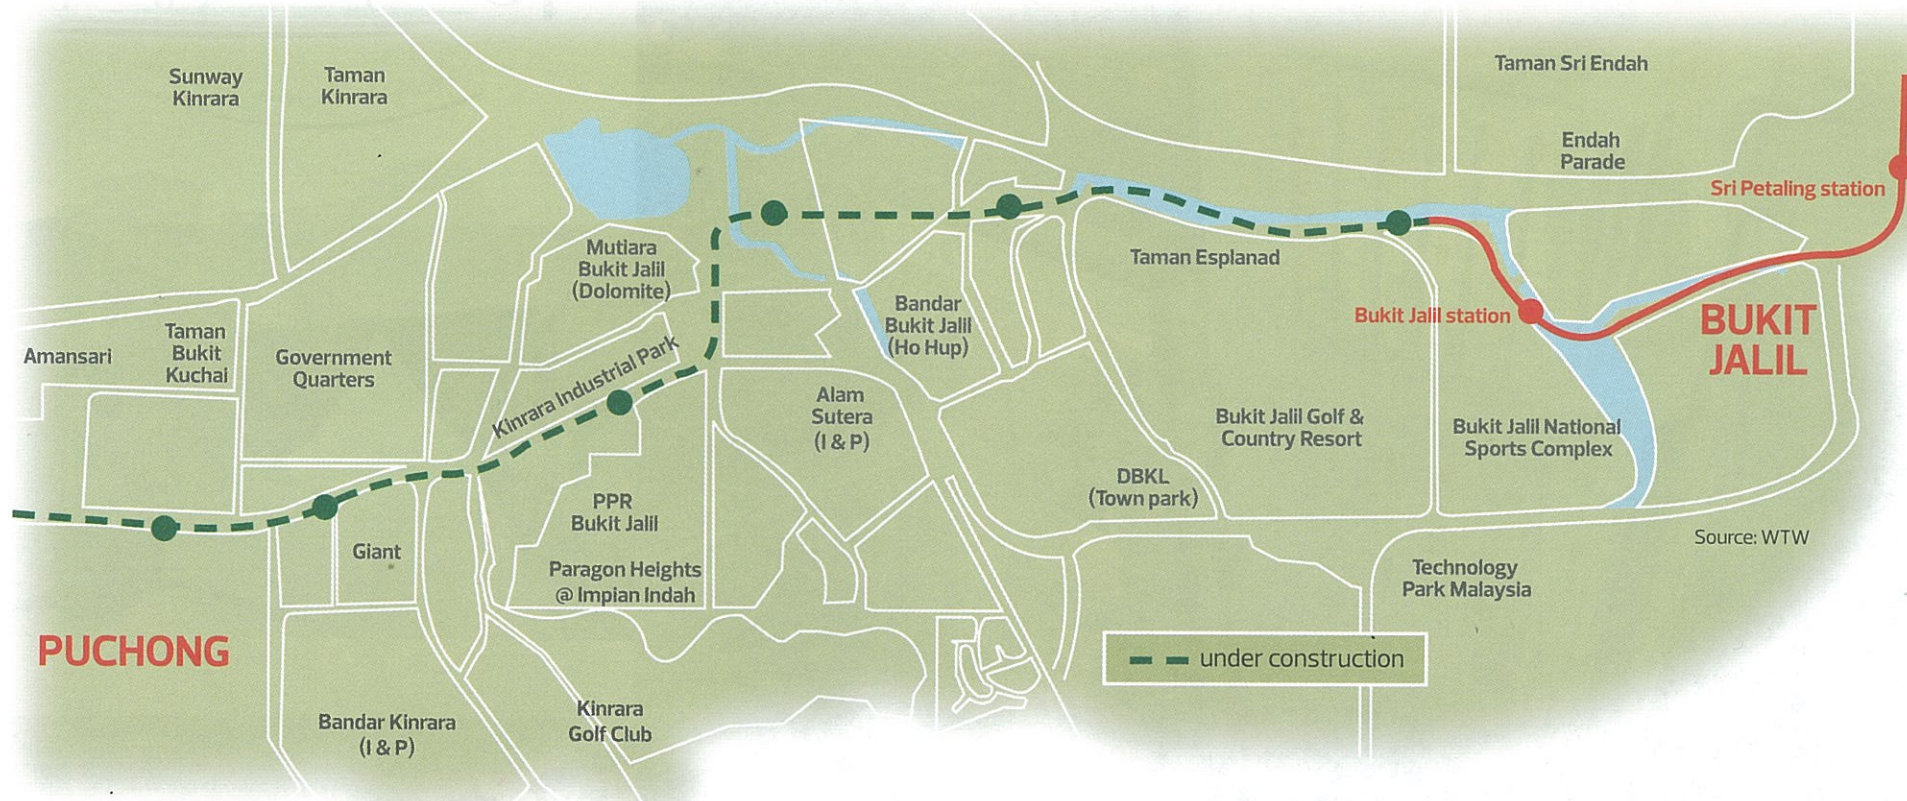 Sunway
Kinrara
Taman
Kinrara
Taman Sri Endah
Endah
Parade
Sri Petaling station
Mutiara
Bukit Jalil
(Dolomite)
Taman Esplanad
Bandar
Bukit Jalil
(Ho Hup)
Bukit Jalil station
BUKIT
JALIL
Amansari
Taman
Bukit
Kuchai
Government
Quarters
Kinrara Industrial Park
Alam
Sutera
(I & P)
Bukit Jalil Golf &
Country Resort
Bukit Jalil National
Sports Complex
DBKL
(Town park)
PPR
Bukit Jalil
Giant
Paragon Heights
@ Impian Indah
Source: WTW
Technology
Park Malaysia
PUCHONG
under construction
Bandar Kinrara
(I & P)
Kinrara
Golf Club